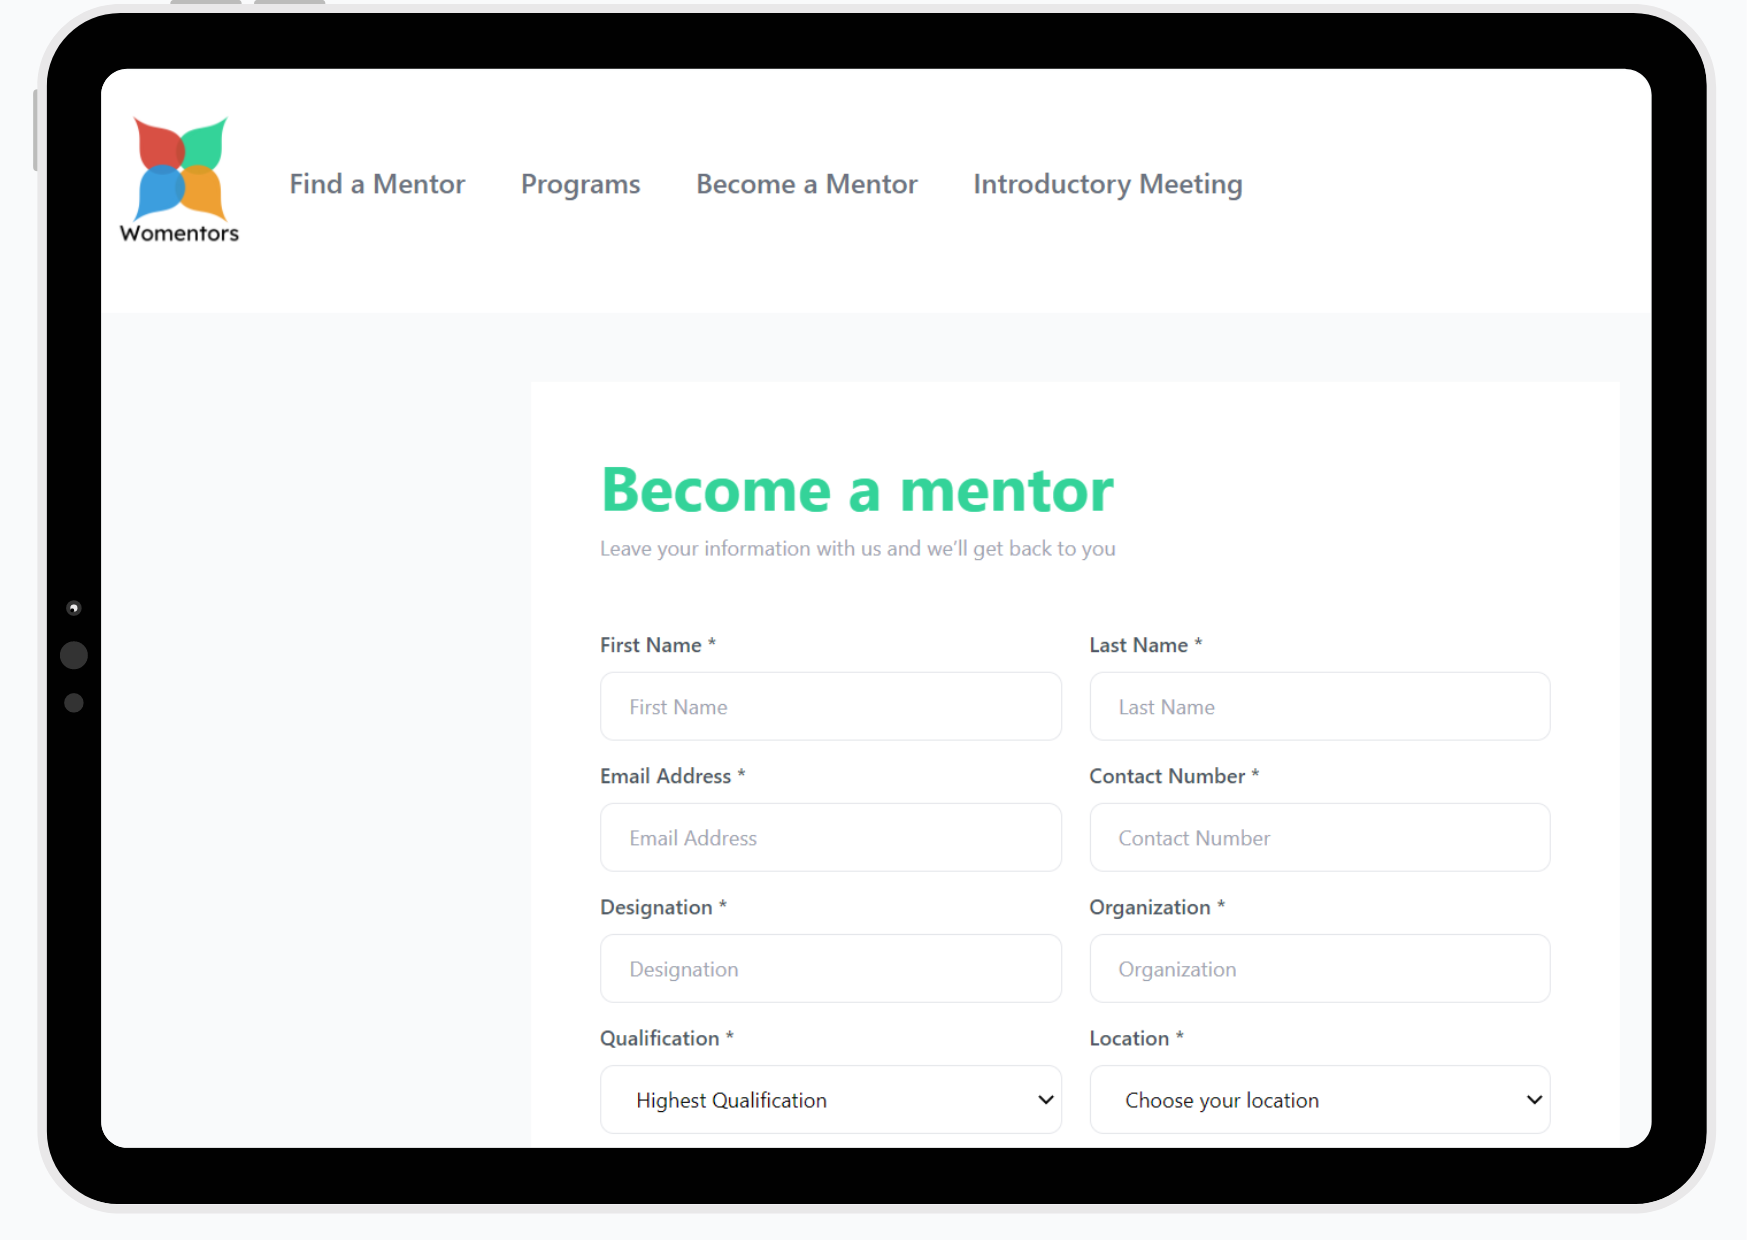 Womentors
Find a Mentor Programs Become a Mentor Introductory Meeting
Become a mentor
Leave your information with us and we'll get back to you
First Name * Last Name *
First Name Last Name
Email Address * Contact Number *
Email Address Contact Number
Designation * Organization *
Designation Organization
Qualification * Location *
Highest Qualification Choose your location